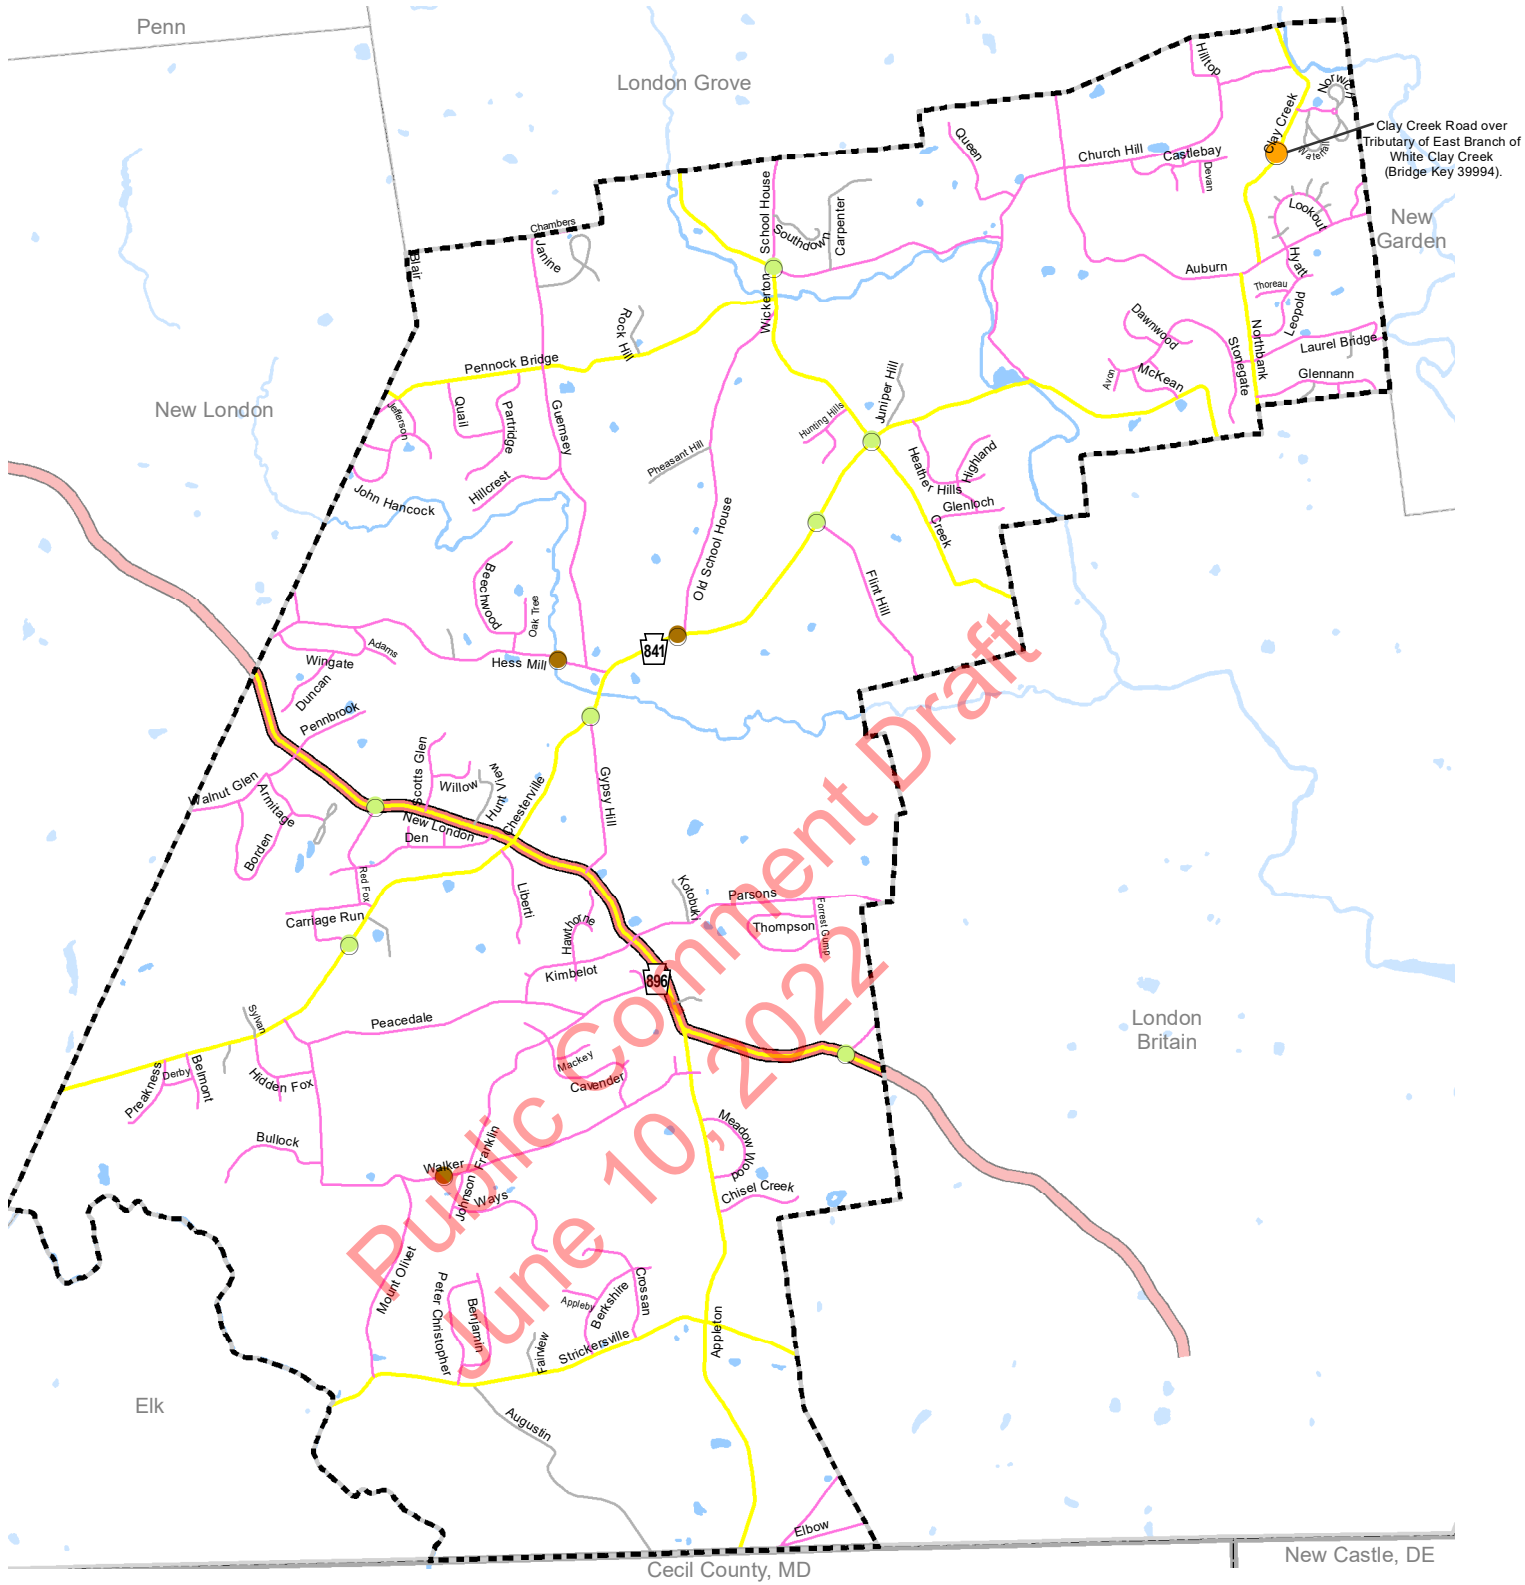 Penn
London Grove
Hilltop
Norwich
Clay Creek
Waterfall
Clay Creek Road over
Tributary of East Branch of
White Clay Creek
(Bridge Key 39994).
Queen
Church Hill
Castlebay
Devan
School House
Southdown
Carpenter
Lookout
New
Garden
Chambers
Janine
Blair
Auburn
Hyatt
Thoreau
Leopold
Wickerton
Rock Hill
Dawnwood
Northbank
Stonegate
Laurel Bridge
Glennann
Pennock Bridge
Avon
McKean
Juniper Hill
New London
Jefferson
Quail
Partridge
Guernsey
Hunting Hills
Pheasant Hill
Heather Hills
Highland
Glenloch
Creek
Hillcrest
John Hancock
Old School House
Flint Hill
Beechwood
Oak Tree
841
Hess Mill
Adams
Wingate
Duncan
Pennbrook
Walnut Glen
Armitage
Borden
Scotts Glen
Willow
Hunt View
Chesterville
Gypsy Hill
New London
Den
Red Fox
Liberti
Carriage Run
Hawthorne
Kotobuki
Parsons
Thompson
Forrest Gump
Kimbelot
896
Peacedale
Sylvan
London
Britain
Mackey
Cavender
Preakness
Derby
Belmont
Hidden Fox
Bullock
Walker
Franklin
Johnson
Ways
Meadow Wood
Chisel Creek
Mount Olivet
Peter Christopher
Benjamin
Appleby
Berkshire
Crossan
Fairview
Strickersville
Appleton
Elk
Augustin
Elbow
Cecil County, MD
New Castle, DE
Public Comment Draft
June 10, 2022